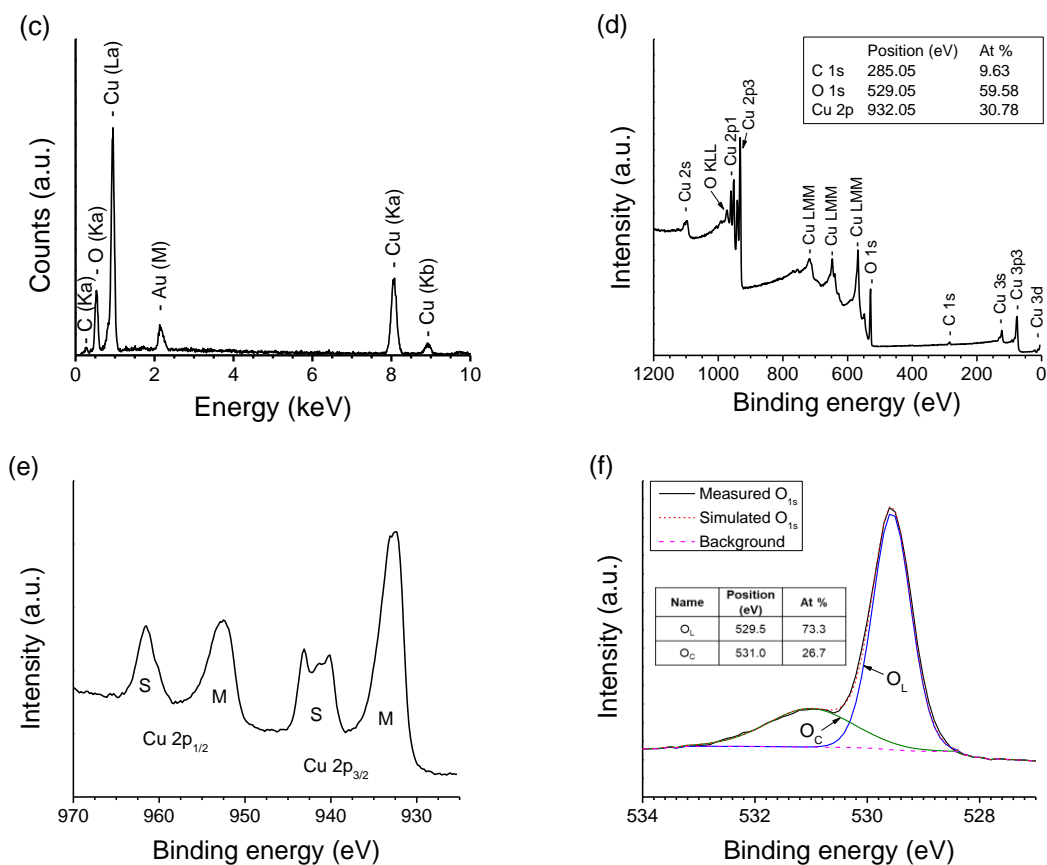 (c)
Counts (a.u.)
C (Ka)
O (Ka)
Cu (La)
Au (M)
Cu (Ka)
Cu (Kb)
0 2 4 6 8 10
Energy (keV)
(d)
Position (eV) At %
C 1s 285.05 9.63
O 1s 529.05 59.58
Cu 2p 932.05 30.78
Intensity (a.u.)
Cu 2s
O KLL
Cu 2p1
Cu 2p3
Cu LMM
Cu LMM
Cu LMM
O 1s
C 1s
Cu 3s
Cu 3p3
Cu 3d
1200 1000 800 600 400 200 0
Binding energy (eV)
(e)
Intensity (a.u.)
S
M
S
M
Cu 2p1/2
Cu 2p3/2
970 960 950 940 930
Binding energy (eV)
(f)
Intensity (a.u.)
Measured O1s
Simulated O1s
Background
Name Position (eV) At %
OL 529.5 73.3
OC 531.0 26.7
OL
OC
534 532 530 528
Binding energy (eV)